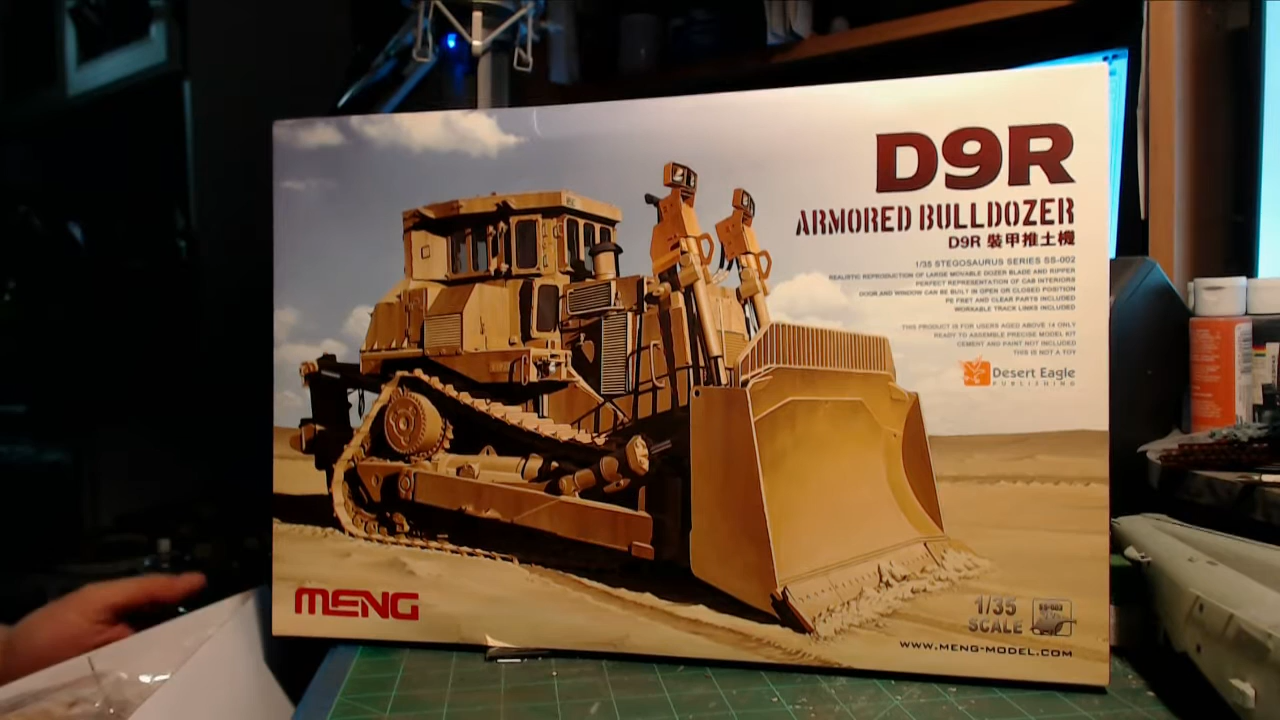 D9R
ARMORED BULLDOZER
D9R 裝甲推土機
1/35 STEGOSAURUS SERIES SS-002
REALISTIC REPRODUCTION OF LARGE MOVABLE DOZER BLADE AND RIPPER
PERFECT REPRESENTATION OF CAB INTERIORS
DOOR AND WINDOW CAN BE BUILT IN OPEN OR CLOSED POSITION
PE FRET AND CLEAR PARTS INCLUDED
WORKABLE TRACK LINKS INCLUDED
THIS PRODUCT IS FOR USERS AGED ABOVE 14 ONLY
READY TO ASSEMBLE PRECISE MODEL KIT
CEMENT AND PAINT NOT INCLUDED
THIS IS NOT A TOY
Desert Eagle
PUBLISHING
MENG
1/35
SCALE
SS-002
WWW.MENG-MODEL.COM